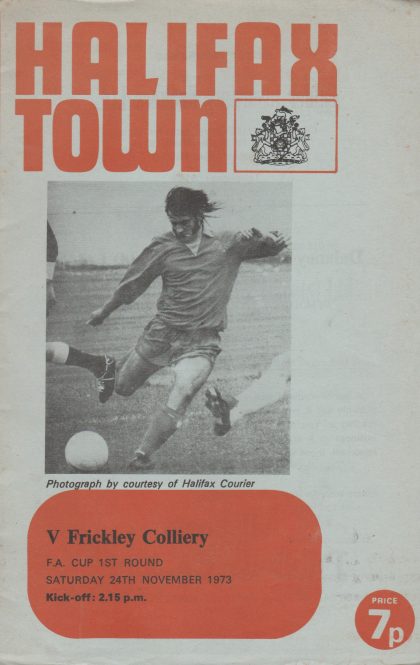 HALIFAX
TOWN
Photograph by courtesy of Halifax Courier
V Frickley Colliery
F.A. CUP 1ST ROUND
SATURDAY 24TH NOVEMBER 1973
Kick-off: 2.15 p.m.
PRICE
7p